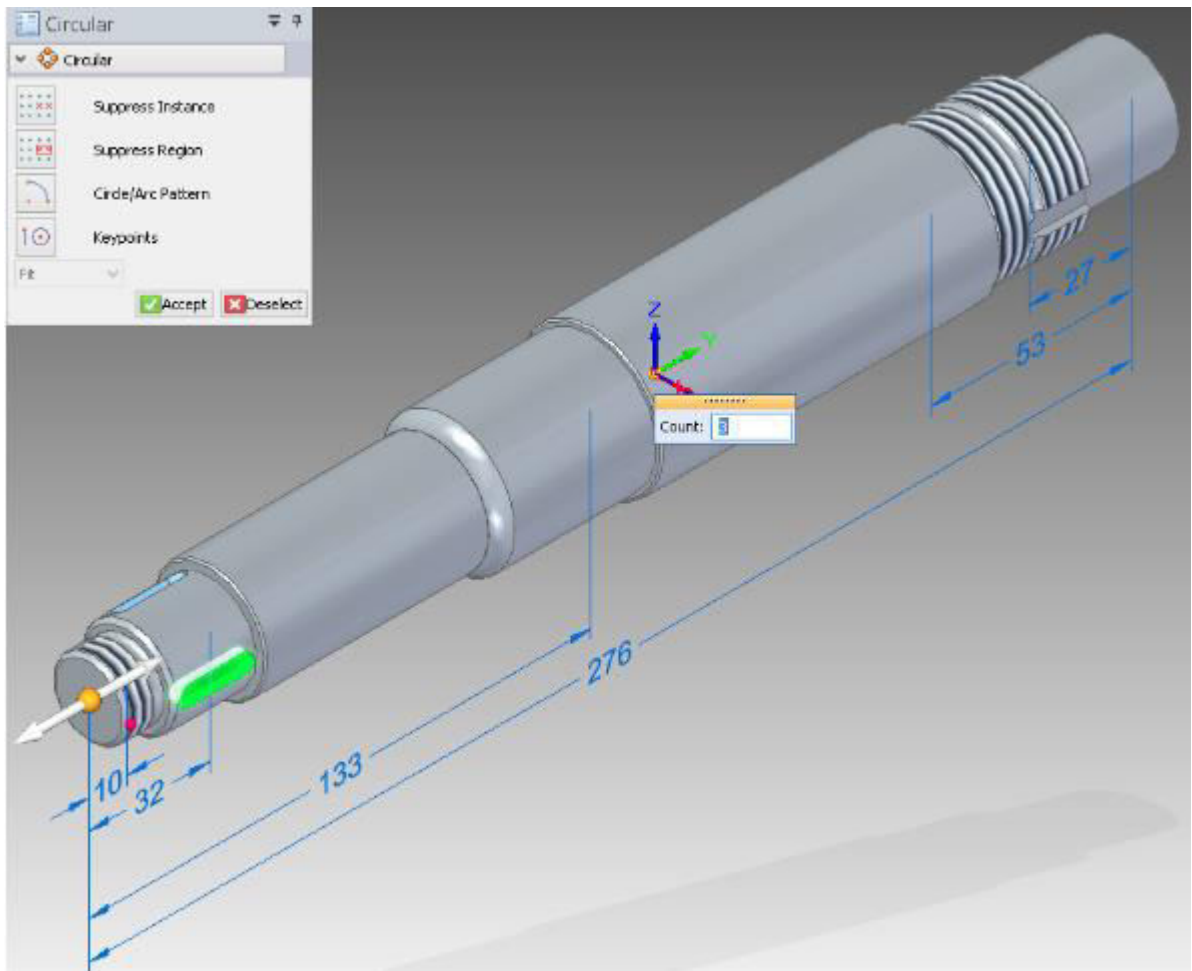 Circular
Circular
Suppress Instance
Suppress Region
Circle/Arc Pattern
Keypoints
Fit
Accept Deselect
Z
Y
Count: 3
27
53
276
133
10
32